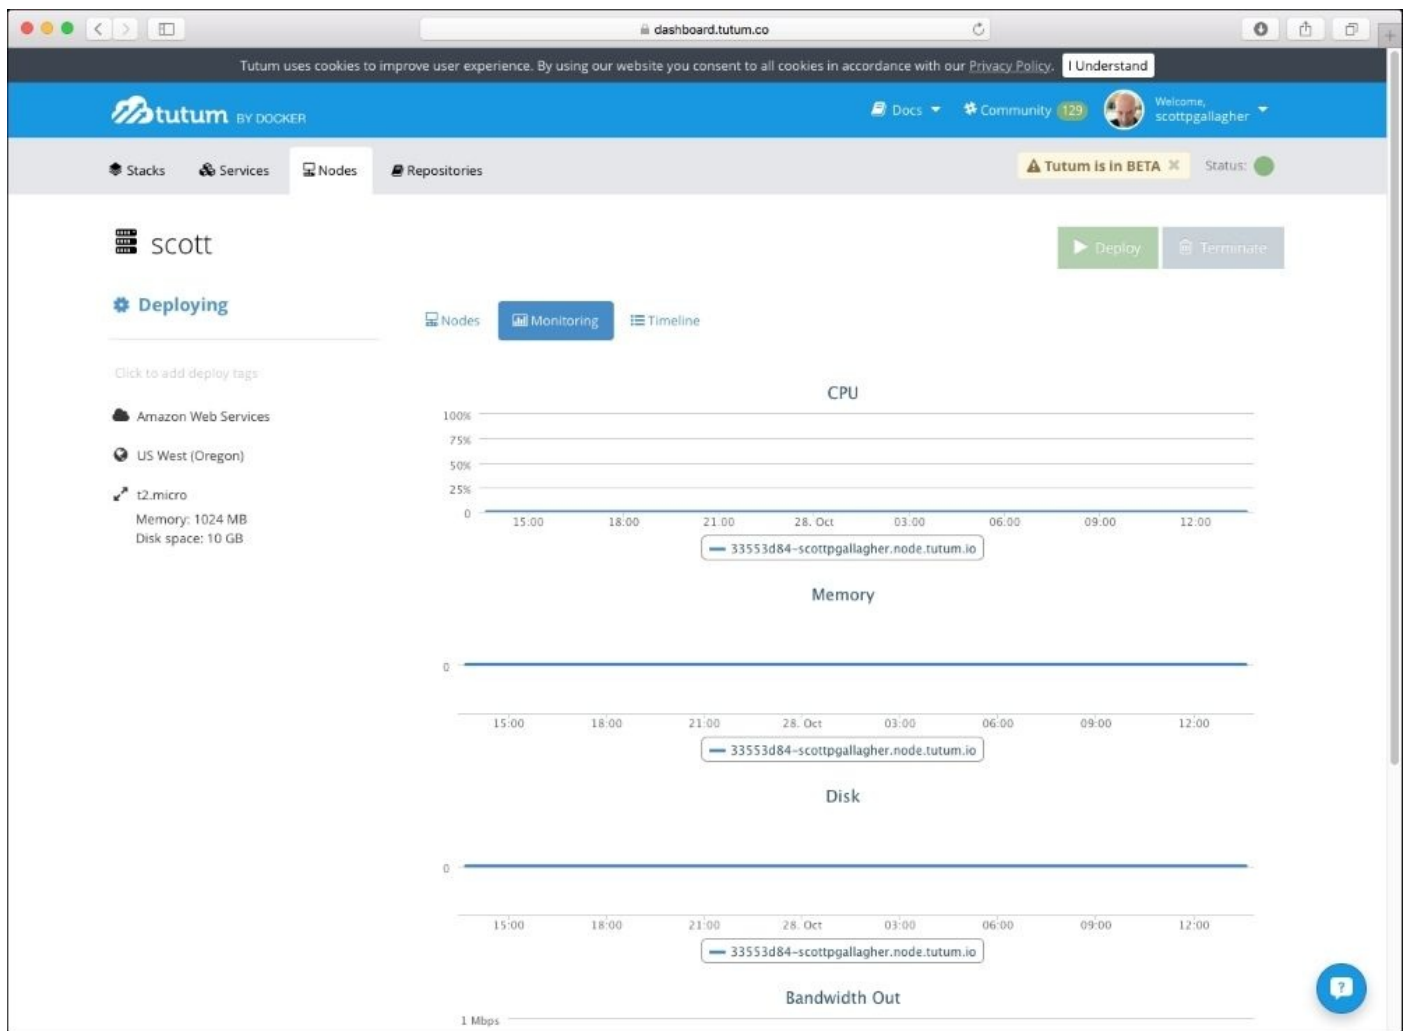 dashboard.tutum.co
Tutum uses cookies to improve user experience. By using our website you consent to all cookies in accordance with our Privacy Policy. I Understand
tutum BY DOCKER
Docs
Community 129
Welcome,
scottpgallagher
Stacks Services Nodes Repositories
Tutum is in BETA
Status:
scott
Deploy Terminate
Deploying
Nodes Monitoring Timeline
Click to add deploy tags
Amazon Web Services
US West (Oregon)
t2.micro
Memory: 1024 MB
Disk space: 10 GB
CPU
100%
75%
50%
25%
0
15:00 18:00 21:00 28. Oct 03:00 06:00 09:00 12:00
33553d84-scottpgallagher.node.tutum.io
Memory
0
15:00 18:00 21:00 28. Oct 03:00 06:00 09:00 12:00
33553d84-scottpgallagher.node.tutum.io
Disk
0
15:00 18:00 21:00 28. Oct 03:00 06:00 09:00 12:00
33553d84-scottpgallagher.node.tutum.io
Bandwidth Out
1 Mbps